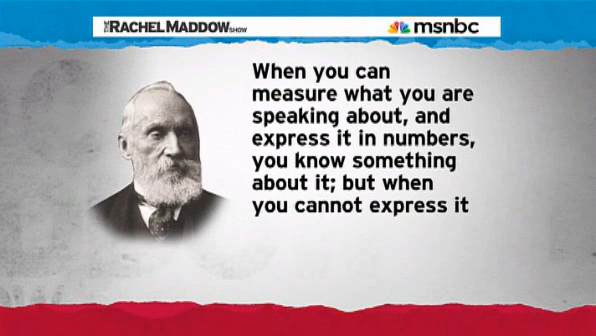 THE RACHEL MADDOW SHOW
msnbc
When you can
measure what you are
speaking about, and
express it in numbers,
you know something
about it; but when
you cannot express it